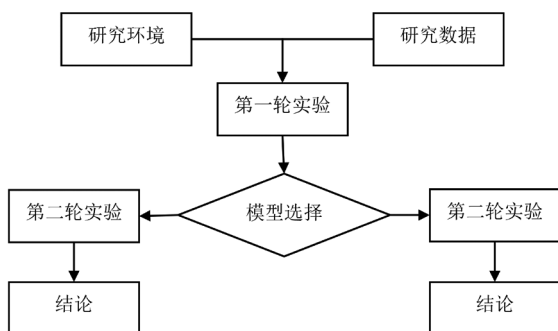 研究环境
研究数据
第一轮实验
模型选择
第二轮实验
第二轮实验
结论
结论